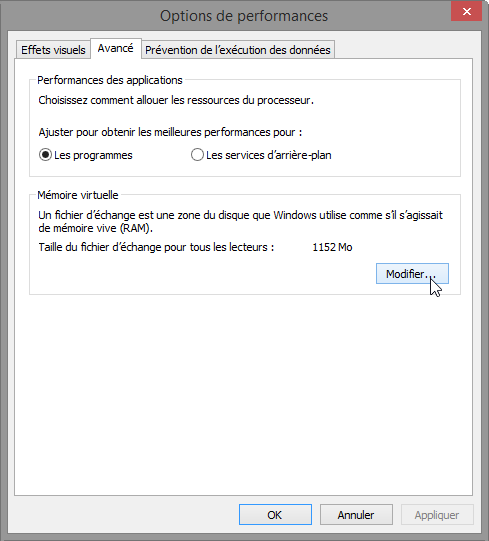 Options de performances
Effets visuels
Avancé
Prévention de l'exécution des données
Performances des applications
Choisissez comment allouer les ressources du processeur.
Ajuster pour obtenir les meilleures performances pour :
Les programmes
Les services d'arrière-plan
Mémoire virtuelle
Un fichier d'échange est une zone du disque que Windows utilise comme s'il s'agissait
de mémoire vive (RAM).
Taille du fichier d'échange pour tous les lecteurs :
1152 Mo
Modifier...
OK
Annuler
Appliquer